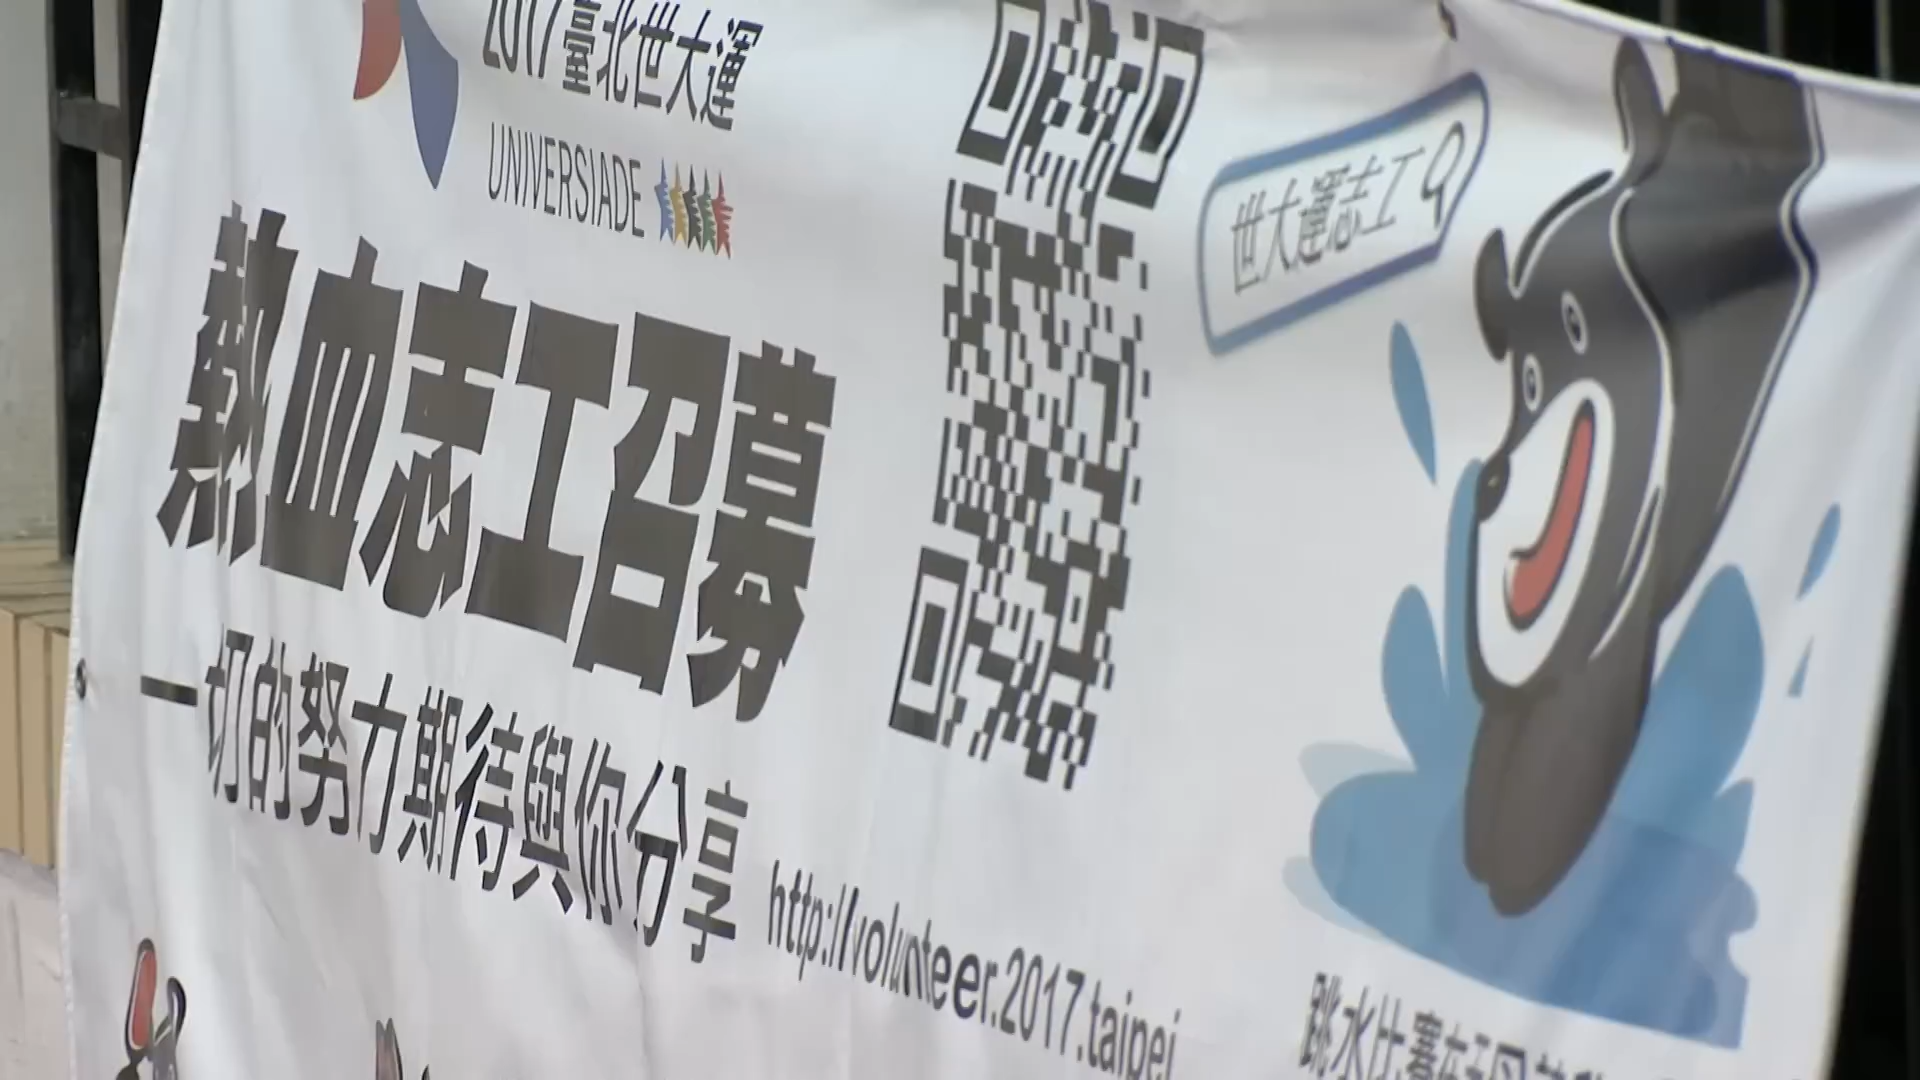 2017臺北世大運
UNIVERSIADE
熱血志工召募
一切的努力期待與你分享
http://volunteer.2017.taipei
世大運志工
跳水比賽在